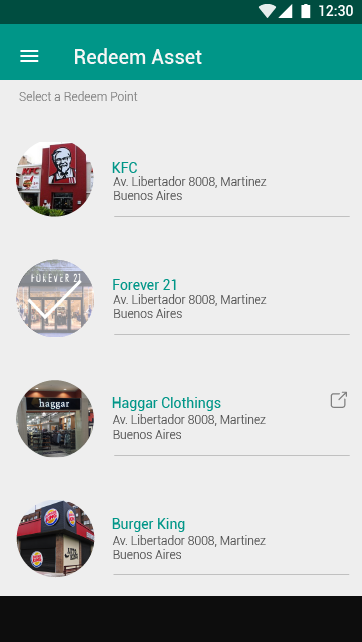 12:30
Redeem Asset
Select a Redeem Point
KFC
KFC
Av. Libertador 8008, Martinez
Buenos Aires
FOREVER 21
Forever 21
Av. Libertador 8008, Martinez
Buenos Aires
haggar
Haggar Clothings
Av. Libertador 8008, Martinez
Buenos Aires
Burger King
Av. Libertador 8008, Martinez
Buenos Aires